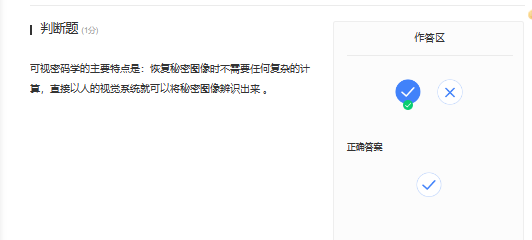 判断题 (1分)
可视密码学的主要特点是：恢复秘密图像时不需要任何复杂的计
算，直接以人的视觉系统就可以将秘密图像辨识出来 。
作答区
正确答案